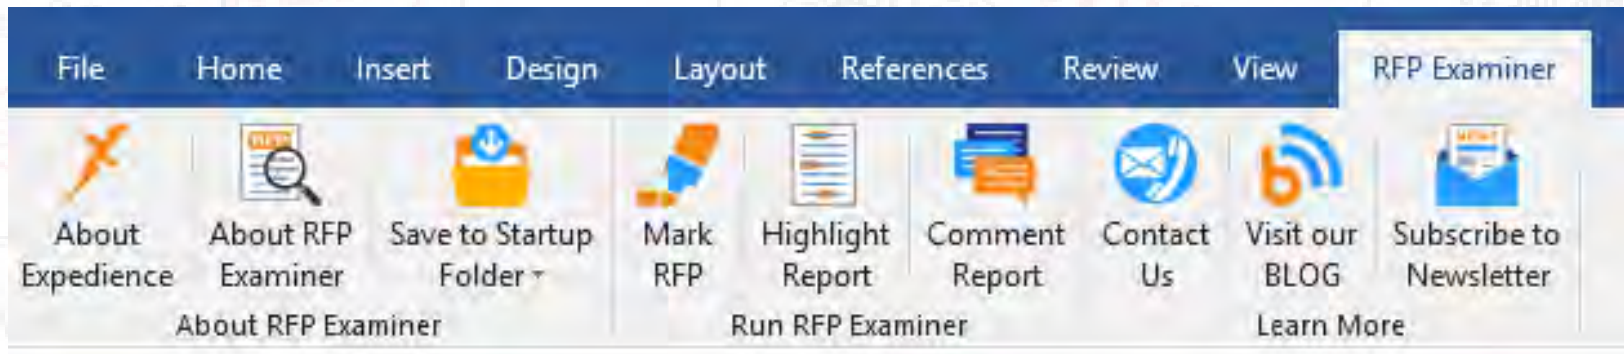 File Home Insert Design Layout References Review View RFP Examiner
About Expedience
About RFP Examiner
Save to Startup Folder
Mark RFP
Highlight Report
Comment Report
Contact Us
Visit our BLOG
Subscribe to Newsletter
About RFP Examiner
Run RFP Examiner
Learn More